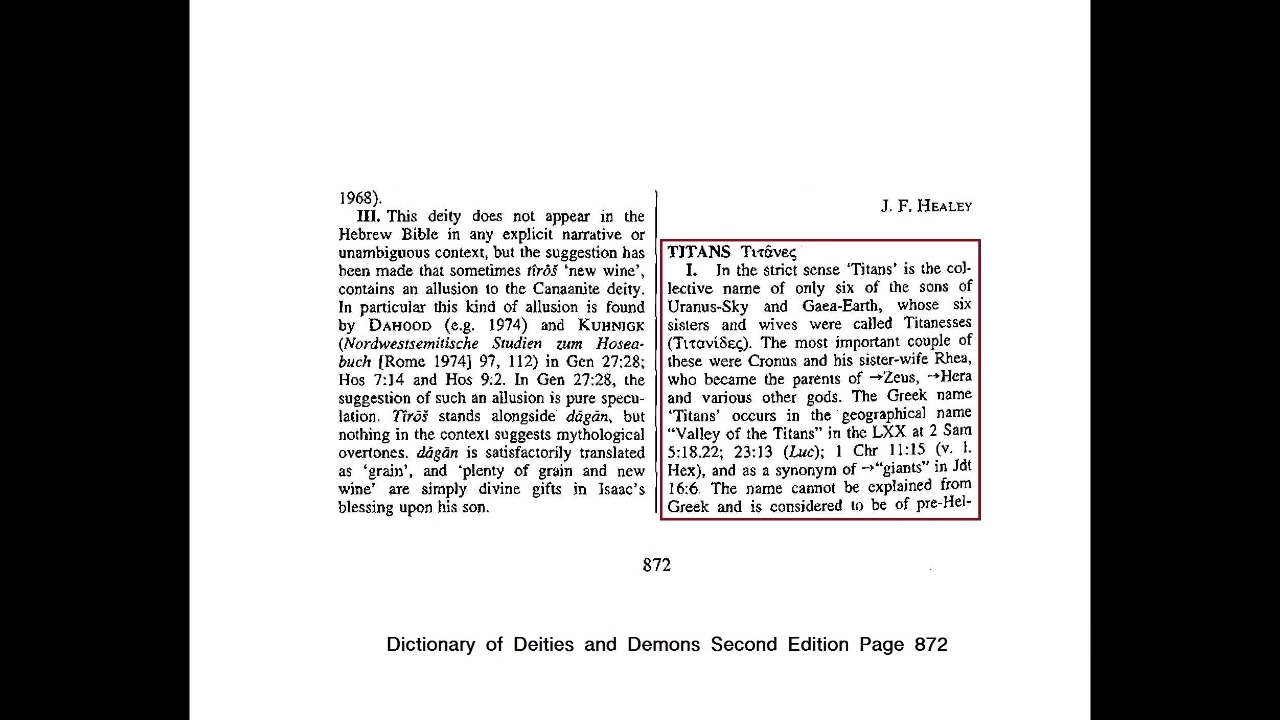 1968).
III. This deity does not appear in the
Hebrew Bible in any explicit narrative or
unambiguous context, but the suggestion has
been made that sometimes tîrôš 'new wine',
contains an allusion to the Canaanite deity.
In particular this kind of allusion is found
by DAHOOD (e.g. 1974) and KUHNIGK
(Nordwestsemitische Studien zum Hosea-
buch [Rome 1974] 97, 112) in Gen 27:28;
Hos 7:14 and Hos 9:2. In Gen 27:28, the
suggestion of such an allusion is pure specu-
lation. Tîrôš stands alongside dāgān, but
nothing in the context suggests mythological
overtones. dāgān is satisfactorily translated
as 'grain', and 'plenty of grain and new
wine' are simply divine gifts in Isaac's
blessing upon his son.
J. F. HEALEY
TITANS Τιτᾶνες
I. In the strict sense 'Titans' is the col-
lective name of only six of the sons of
Uranus-Sky and Gaea-Earth, whose six
sisters and wives were called Titanesses
(Τιτανίδες). The most important couple of
these were Cronus and his sister-wife Rhea,
who became the parents of →Zeus, →Hera
and various other gods. The Greek name
'Titans' occurs in the geographical name
"Valley of the Titans" in the LXX at 2 Sam
5:18.22; 23:13 (Luc); 1 Chr 11:15 (v. l.
Hex), and as a synonym of →"giants" in Jdt
16:6. The name cannot be explained from
Greek and is considered to be of pre-Hel-
872
Dictionary of Deities and Demons Second Edition Page 872